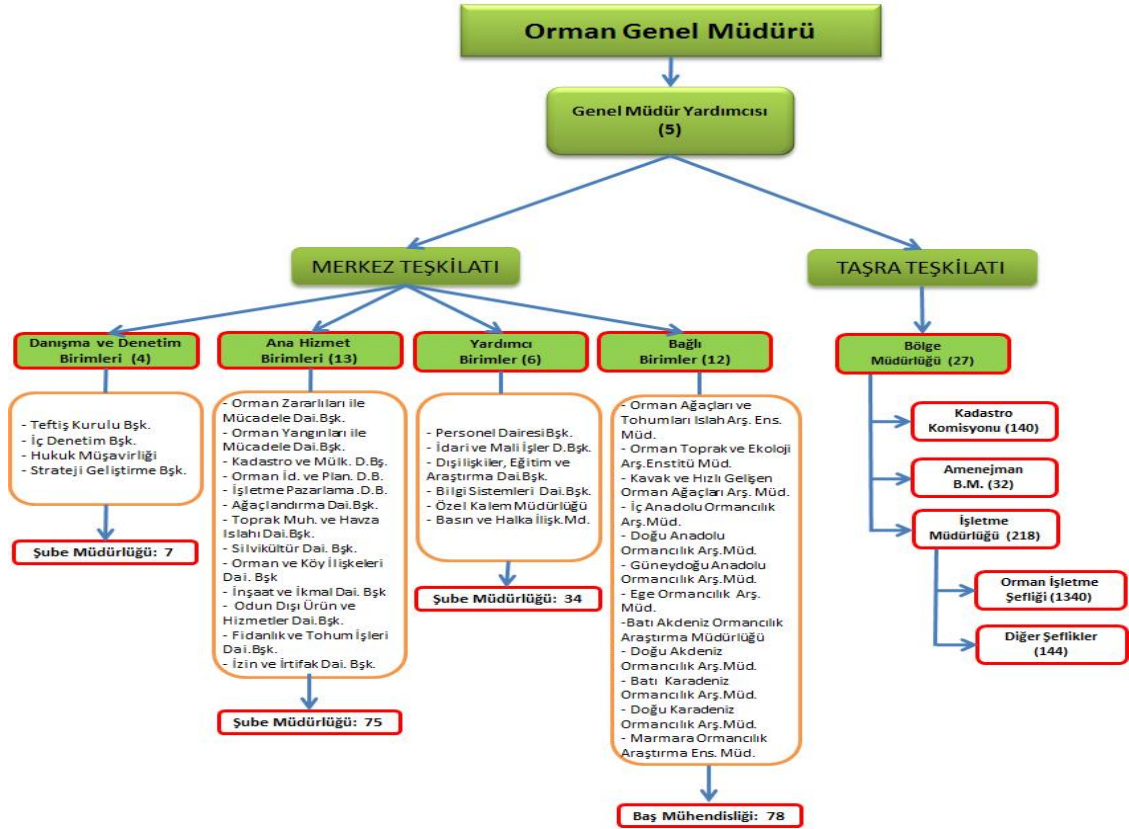 Orman Genel Müdürü
Genel Müdür Yardımcısı
(5)
MERKEZ TEŞKİLATI
TAŞRA TEŞKİLATI
Danışma ve Denetim
Birimleri (4)
- Teftiş Kurulu Bşk.
- İç Denetim Bşk.
- Hukuk Müşavirliği
- Strateji Geliştirme Bşk.
Şube Müdürlüğü: 7
Ana Hizmet
Birimleri (13)
- Orman Zararlıları ile
Mücadele Dai.Bşk.
- Orman Yangınları ile
Mücadele Dai.Bşk.
- Kadastro ve Mülk. D.Bş.
- Orman İd. ve Plan. D.B.
- İşletme Pazarlama .D.B.
- Ağaçlandırma Dai.Bşk.
- Toprak Muh. ve Havza
Islahı Dai.Bşk.
- Silvikültür Dai. Bşk.
- Orman ve Köy İlişkeleri
Dai. Bşk
- İnşaat ve İkmal Dai. Bşk
- Odun Dışı Ürün ve
Hizmetler Dai.Bşk.
- Fidanlık ve Tohum İşleri
Dai.Bşk.
- İzin ve İrtifak Dai. Bşk.
Şube Müdürlüğü: 75
Yardımcı
Birimler (6)
- Personel Dairesi Bşk.
- İdari ve Mali İşler D.Bşk.
- Dış ilişkiler, Eğitim ve
Araştırma Dai.Bşk.
- Bilgi Sistemleri Dai.Bşk.
- Özel Kalem Müdürlüğü
- Basın ve Halka İlişk.Md.
Şube Müdürlüğü: 34
Bağlı
Birimler (12)
- Orman Ağaçları ve
Tohumları Islah Arş. Ens.
Müd.
- Orman Toprak ve Ekoloji
Arş.Enstitü Müd.
- Kavak ve Hızlı Gelişen
Orman Ağaçları Arş. Müd.
- İç Anadolu Ormancılık
Arş.Müd.
- Doğu Anadolu
Ormancılık Arş.Müd.
- Güneydoğu Anadolu
Ormancılık Arş.Müd.
- Ege Ormancılık Arş.
Müd.
-Batı Akdeniz Ormancılık
Araştırma Müdürlüğü
- Doğu Akdeniz
Ormancılık Arş.Müd.
- Batı Karadeniz
Ormancılık Arş.Müd.
- Doğu Karadeniz
Ormancılık Arş.Müd.
- Marmara Ormancılık
Araştırma Ens. Müd.
Baş Mühendisliği: 78
Bölge
Müdürlüğü (27)
Kadastro
Komisyonu (140)
Amenejman
B.M. (32)
İşletme
Müdürlüğü (218)
Orman İşletme
Şefliği (1340)
Diğer Şeflikler
(144)